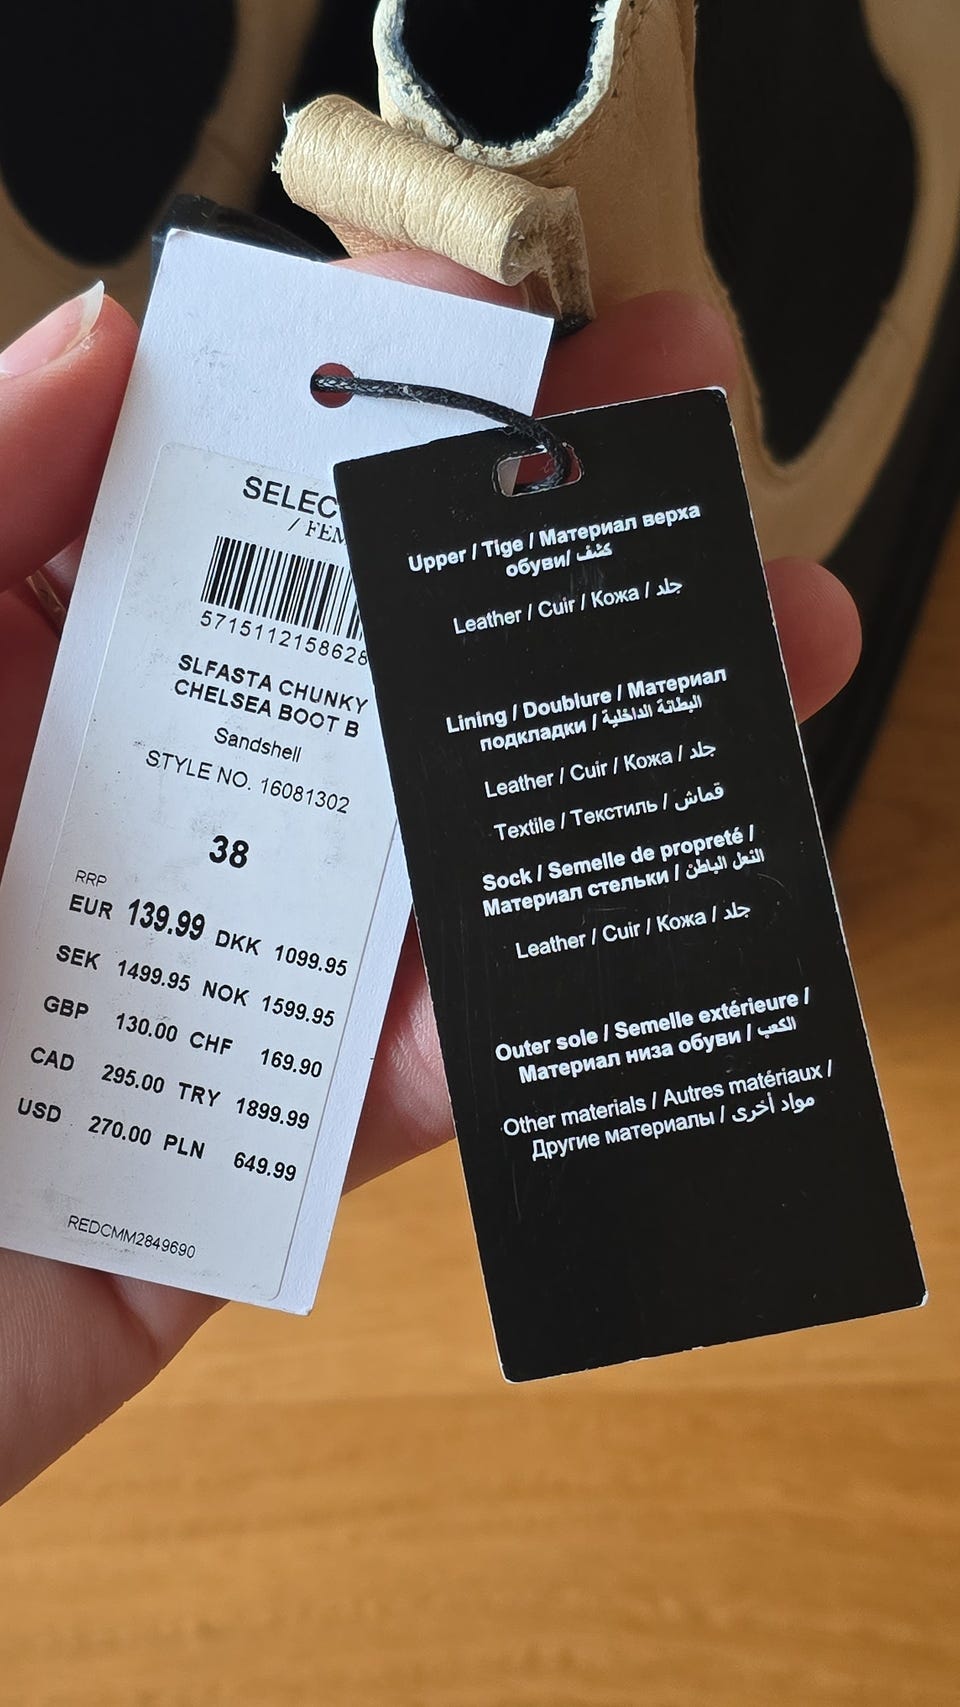 SELEC
/ FEM
5715112158628
SLFASTA CHUNKY
CHELSEA BOOT B
Sandshell
STYLE NO. 16081302
38
RRP
EUR 139.99 DKK 1099.95
SEK 1499.95 NOK 1599.95
GBP 130.00 CHF 169.90
CAD 295.00 TRY 1899.99
USD 270.00 PLN 649.99
REDCMM2849690
Upper / Tige / Материал верха
обуви/ كشف
Leather / Cuir / Кожа / جلد
Lining / Doublure / Материал
подкладки / البطانة الداخلية
Leather / Cuir / Кожа / جلد
Textile / Текстиль / قماش
Sock / Semelle de propreté /
Материал стельки / النعل الباطن
Leather / Cuir / Кожа / جلد
Outer sole / Semelle extérieure /
Материал низа обуви / الكعب
Other materials / Autres matériaux /
Другие материалы / مواد أخرى